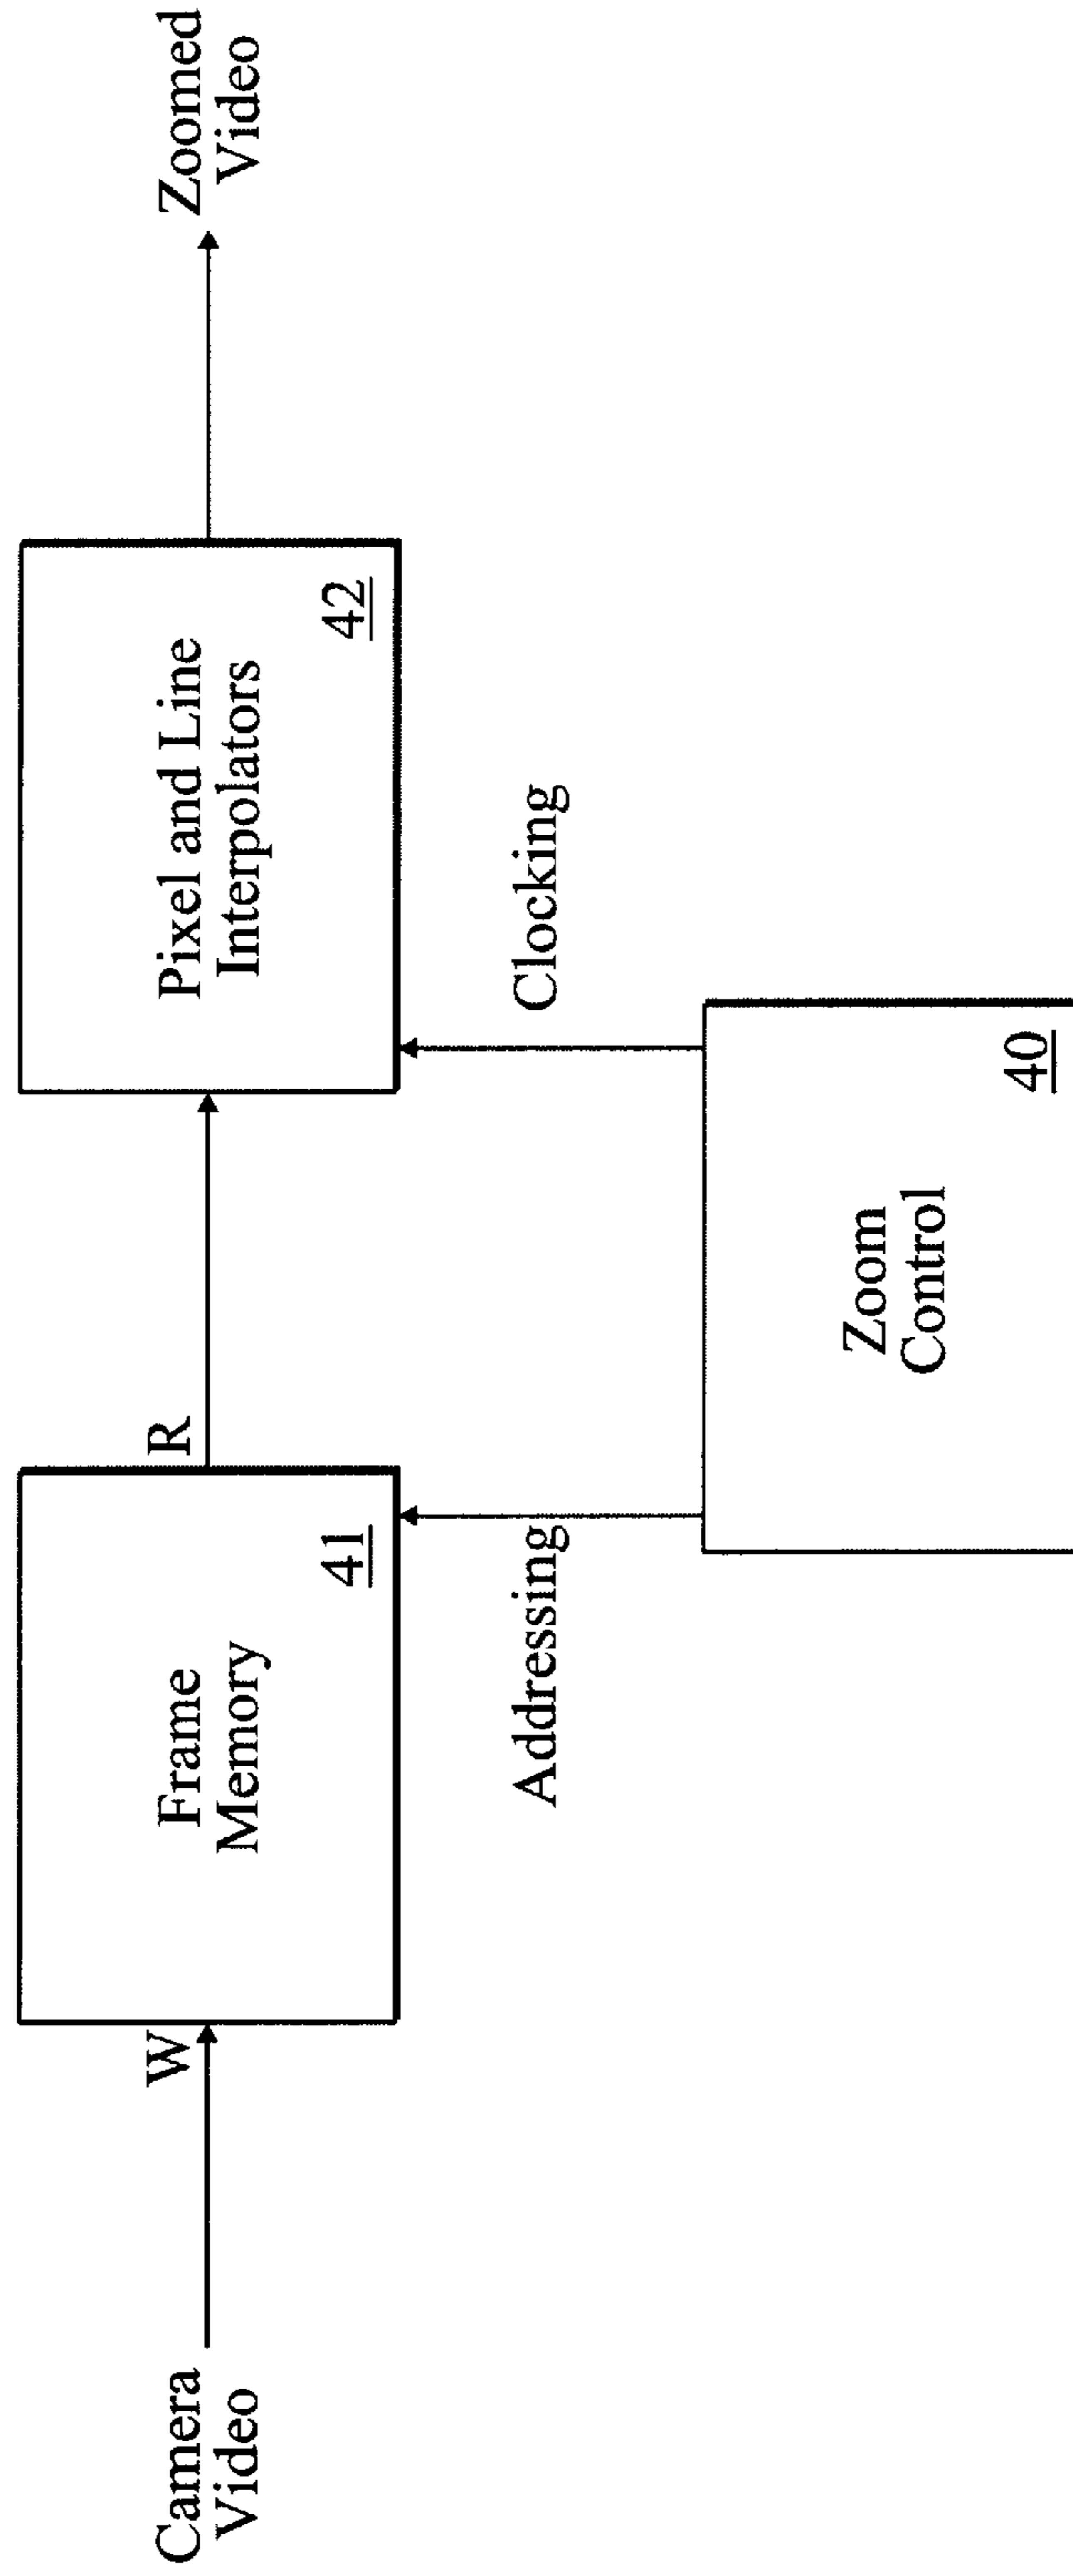 Camera
Video
W
Frame
Memory
41
R
Pixel and Line
Interpolators
42
Zoomed
Video
Addressing
Clocking
Zoom
Control
40